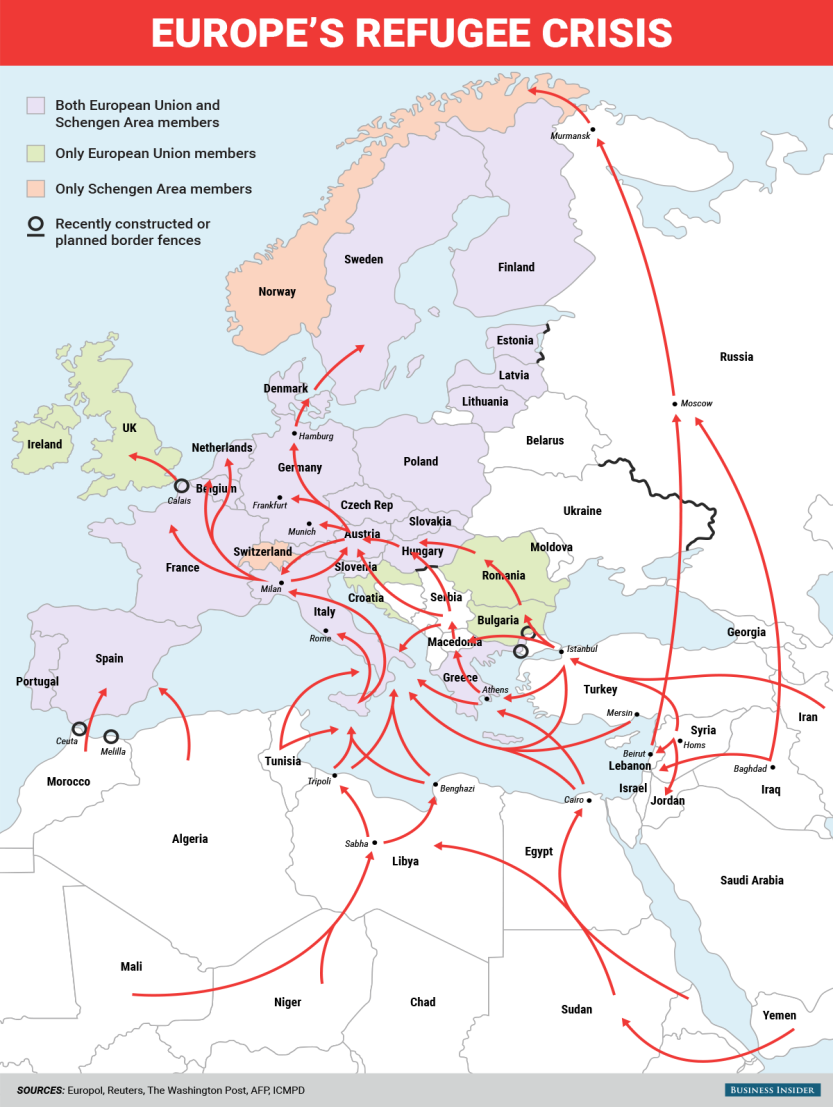 EUROPE'S REFUGEE CRISIS
Both European Union and
Schengen Area members
Only European Union members
Only Schengen Area members
Recently constructed or
planned border fences
Murmansk
Sweden
Finland
Norway
Estonia
Russia
Latvia
Denmark
Lithuania
Moscow
UK
Hamburg
Ireland
Netherlands
Belarus
Germany
Poland
Belgium
Calais
Frankfurt
Czech Rep
Ukraine
Slovakia
Munich
Austria
Switzerland
Hungary
Moldova
France
Slovenia
Romania
Milan
Croatia
Serbia
Italy
Bulgaria
Rome
Georgia
Macedonia
Istanbul
Spain
Portugal
Greece
Athens
Turkey
Mersin
Iran
Ceuta
Melilla
Syria
Homs
Beirut
Tunisia
Lebanon
Baghdad
Morocco
Tripoli
Benghazi
Israel
Iraq
Cairo
Jordan
Algeria
Sabha
Libya
Egypt
Saudi Arabia
Mali
Niger
Chad
Sudan
Yemen
SOURCES: Europol, Reuters, The Washington Post, AFP, ICMPD
BUSINESS INSIDER